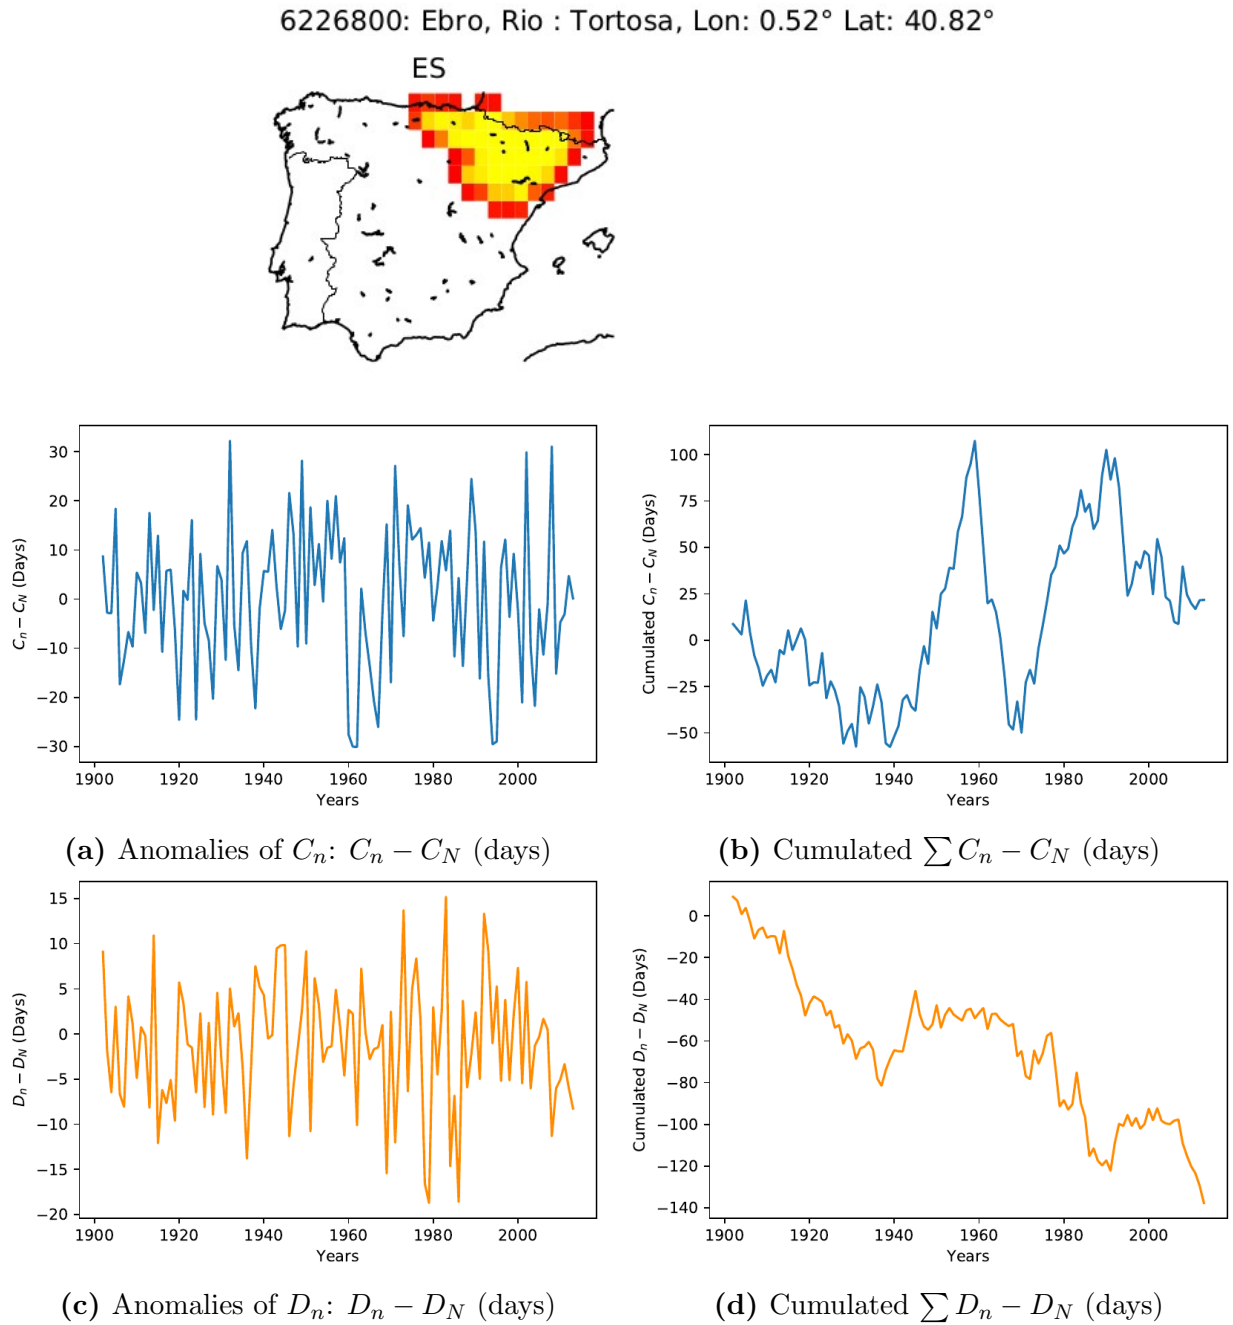 6226800: Ebro, Rio : Tortosa, Lon: 0.52° Lat: 40.82°
ES
30
20
10
0
−10
−20
−30
C_n − C_N (Days)
1900 1920 1940 1960 1980 2000
Years
(a) Anomalies of C_n: C_n − C_N (days)
100
75
50
25
0
−25
−50
Cumulated C_n − C_N (Days)
1900 1920 1940 1960 1980 2000
Years
(b) Cumulated ∑ C_n − C_N (days)
15
10
5
0
−5
−10
−15
−20
D_n − D_N (Days)
1900 1920 1940 1960 1980 2000
Years
(c) Anomalies of D_n: D_n − D_N (days)
0
−20
−40
−60
−80
−100
−120
−140
Cumulated D_n − D_N (Days)
1900 1920 1940 1960 1980 2000
Years
(d) Cumulated ∑ D_n − D_N (days)